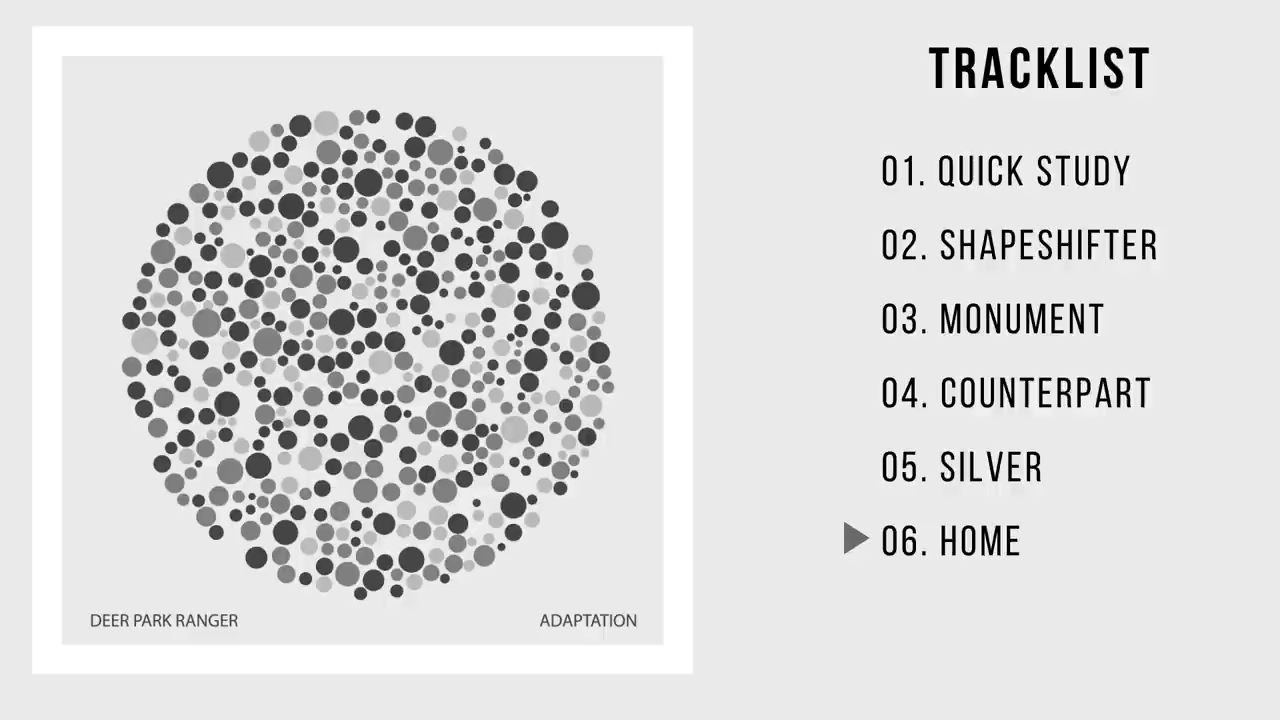 DEER PARK RANGER
ADAPTATION
TRACKLIST
01. QUICK STUDY
02. SHAPESHIFTER
03. MONUMENT
04. COUNTERPART
05. SILVER
06. HOME